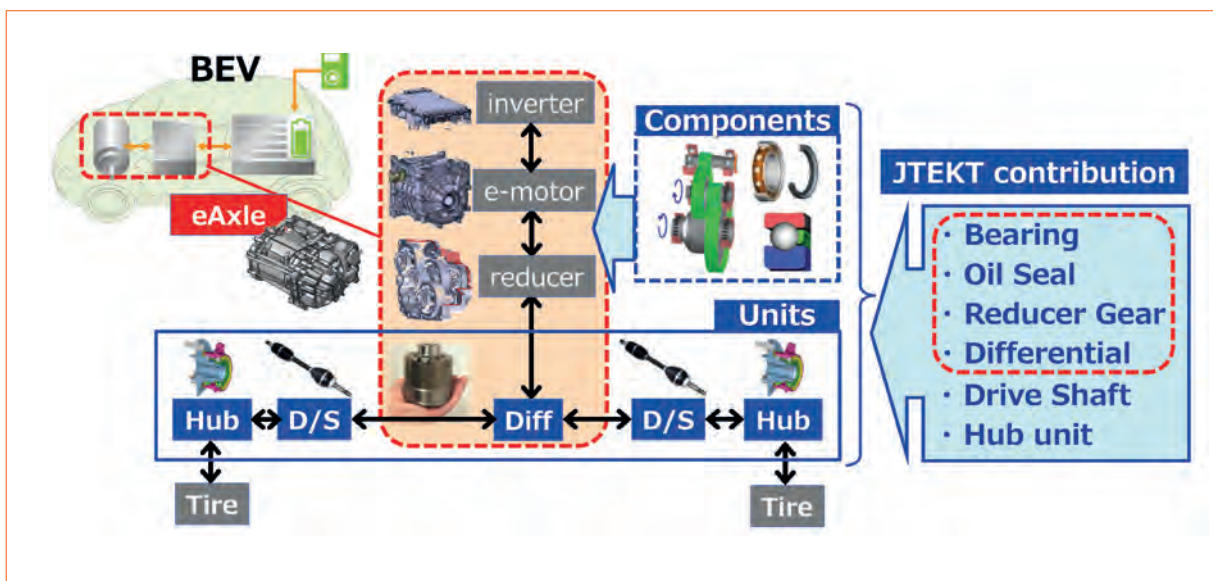 BEV
eAxle
inverter
e-motor
reducer
Components
Units
Hub
D/S
Diff
D/S
Hub
Tire
Tire
JTEKT contribution
・Bearing
・Oil Seal
・Reducer Gear
・Differential
・Drive Shaft
・Hub unit